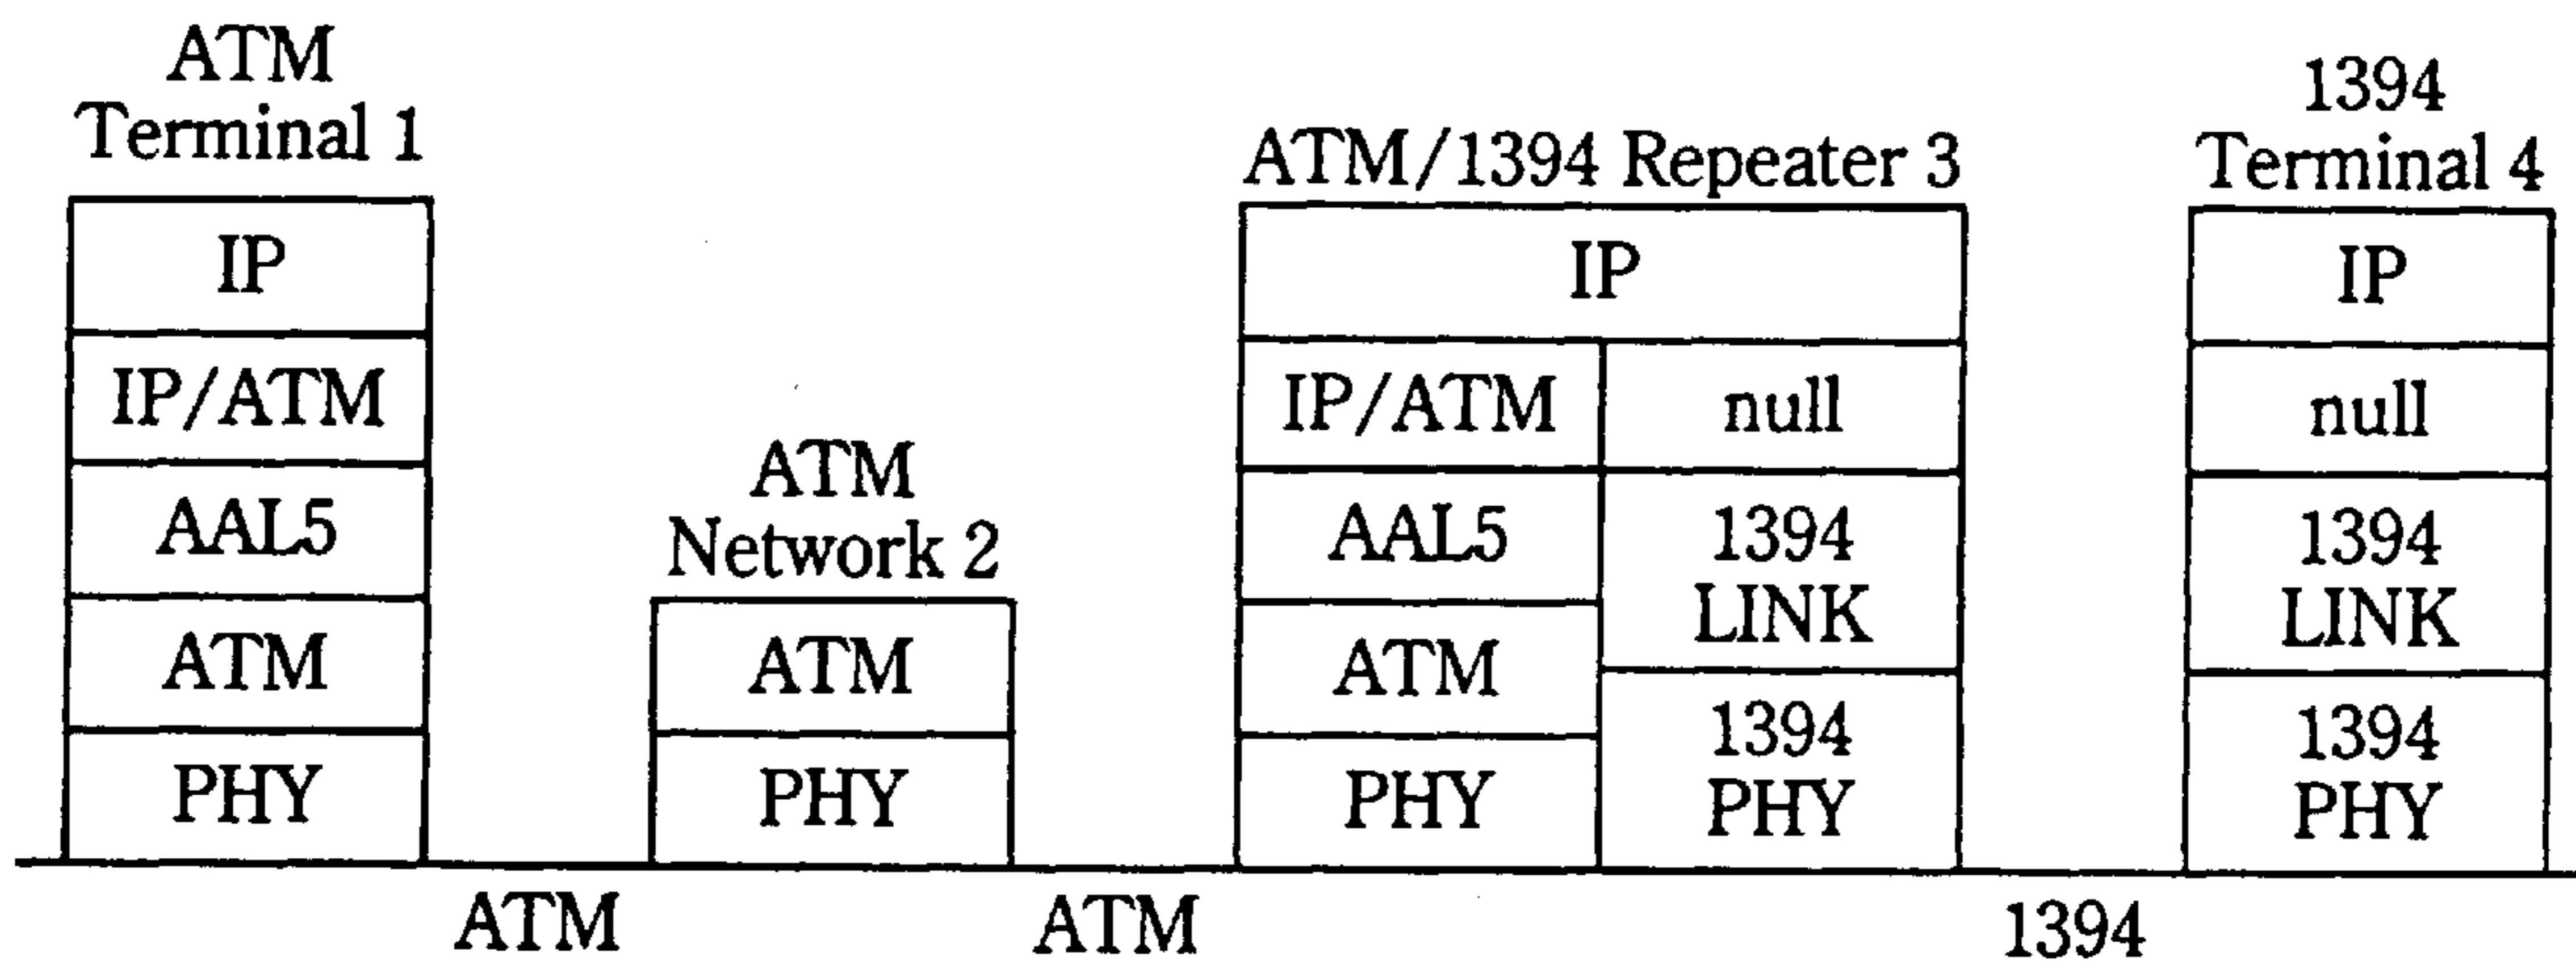 ATM
Terminal 1
IP
IP/ATM
AAL5
ATM
PHY
ATM
Network 2
ATM
PHY
ATM/1394 Repeater 3
IP
IP/ATM
AAL5
ATM
PHY
null
1394
LINK
1394
PHY
1394
Terminal 4
IP
null
1394
LINK
1394
PHY
ATM
ATM
1394